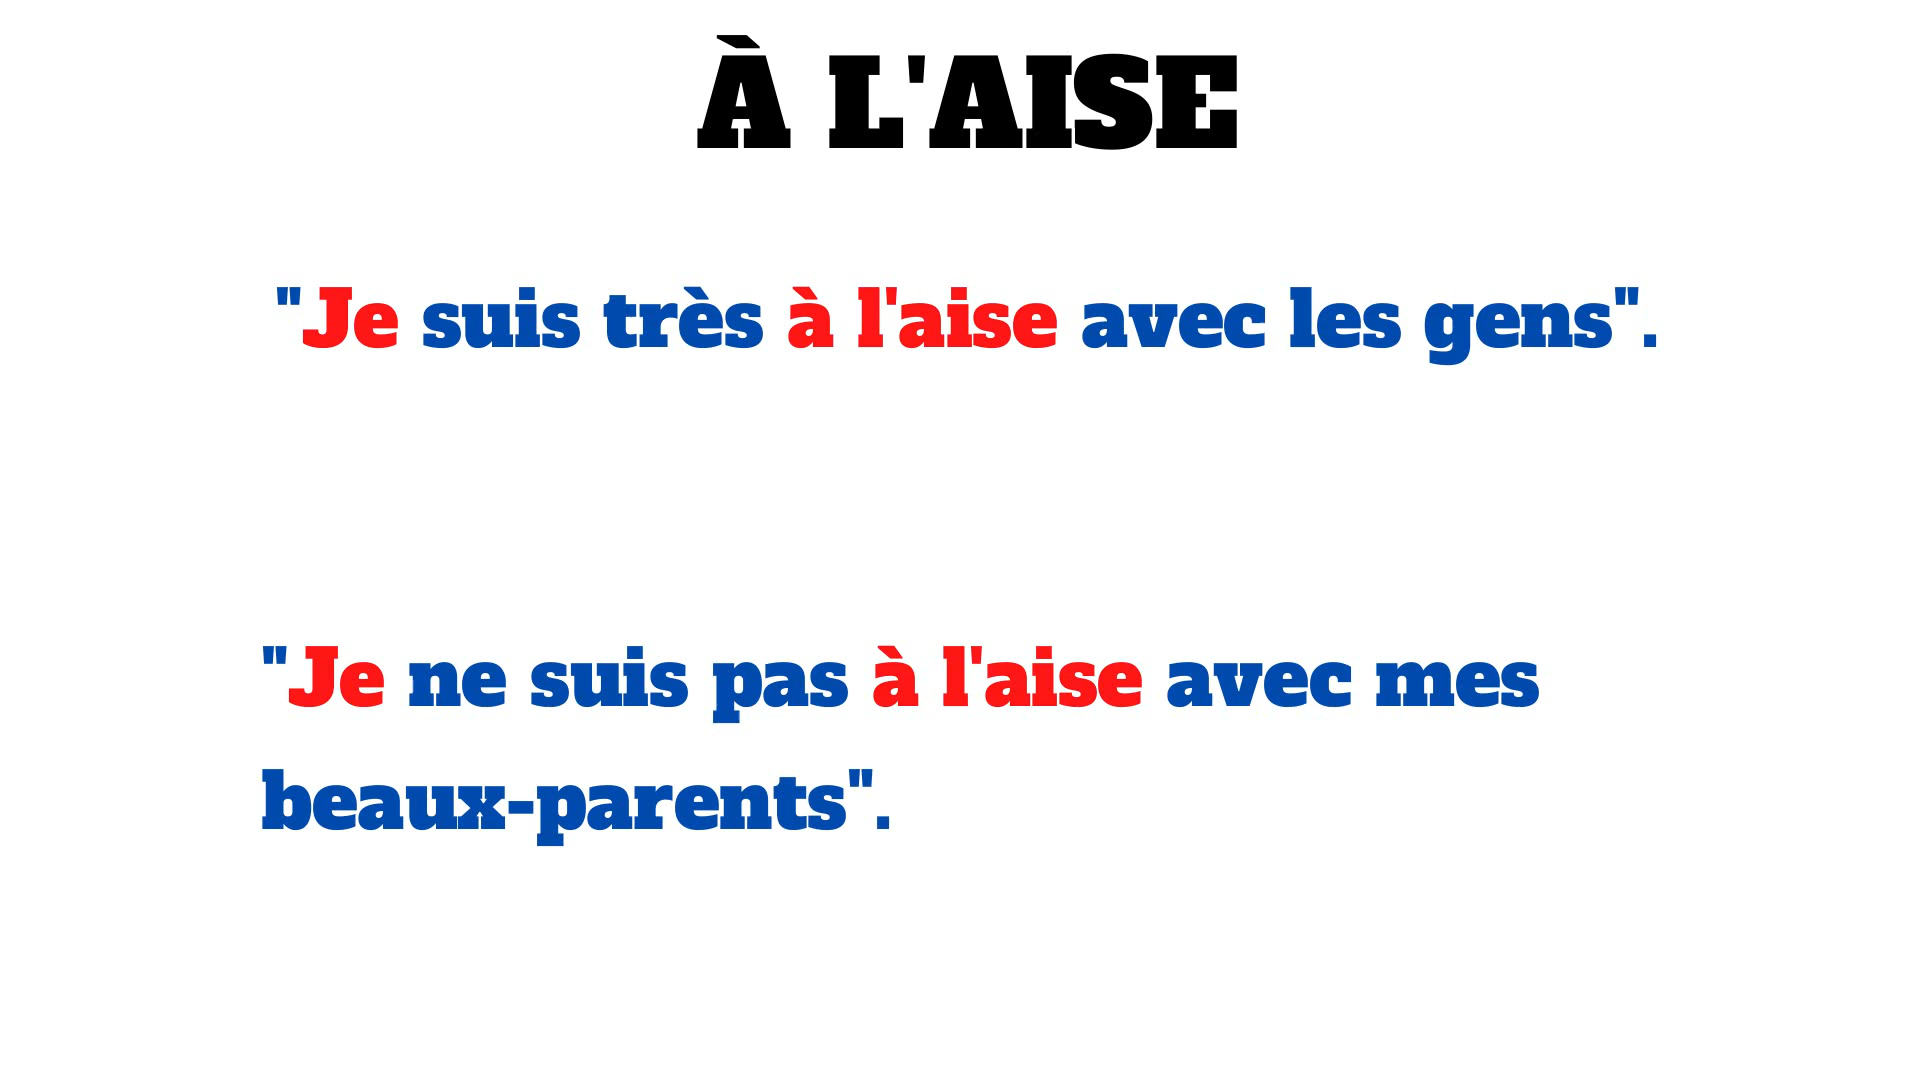 À L'AISE
"Je suis très à l'aise avec les gens".
"Je ne suis pas à l'aise avec mes
beaux-parents".